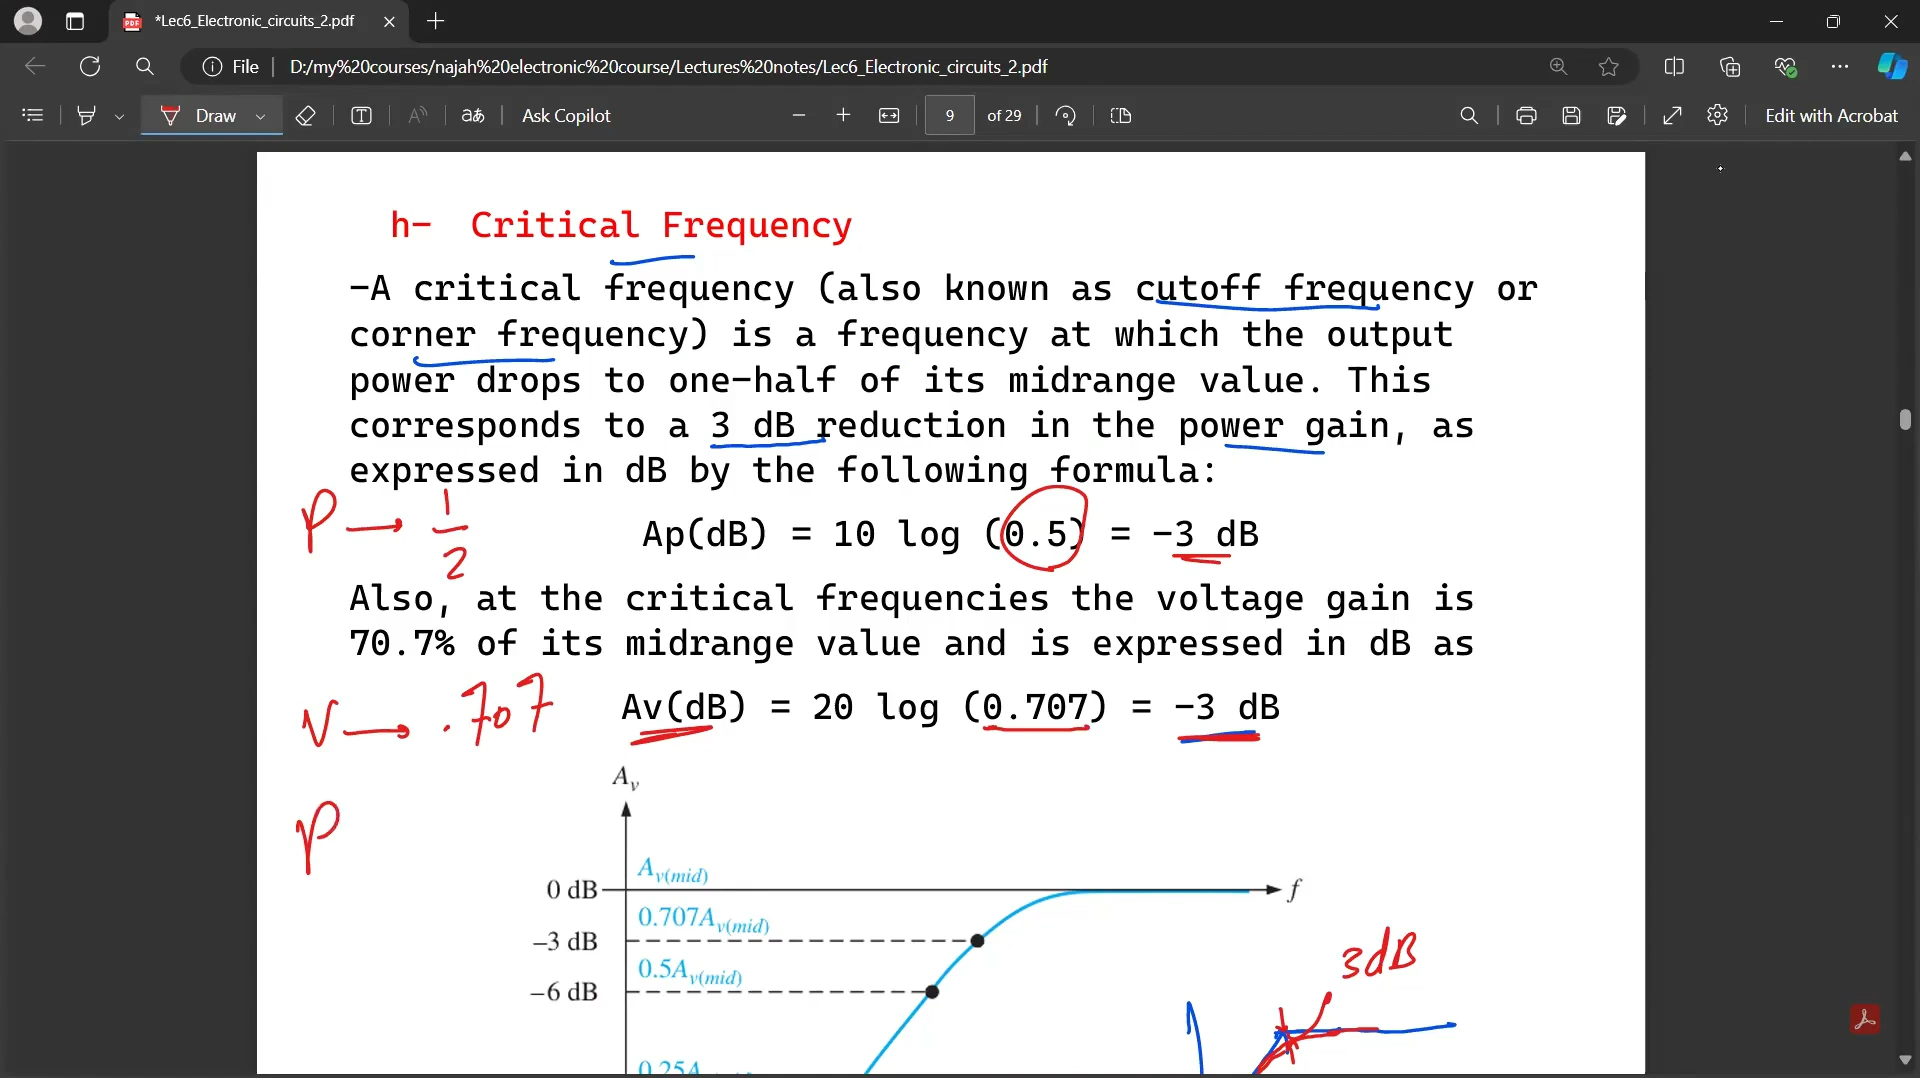 *Lec6_Electronic_circuits_2.pdf
File | D:/my%20courses/najah%20electronic%20course/Lectures%20notes/Lec6_Electronic_circuits_2.pdf
Draw aあ Ask Copilot 9 of 29 Edit with Acrobat
h- Critical Frequency
-A critical frequency (also known as cutoff frequency or
corner frequency) is a frequency at which the output
power drops to one-half of its midrange value. This
corresponds to a 3 dB reduction in the power gain, as
expressed in dB by the following formula:
P → 1/2
Ap(dB) = 10 log (0.5) = -3 dB
Also, at the critical frequencies the voltage gain is
70.7% of its midrange value and is expressed in dB as
V → .707
Av(dB) = 20 log (0.707) = -3 dB
Av
P
Av(mid)
0 dB
f
0.707Av(mid)
–3 dB
3dB
0.5Av(mid)
–6 dB